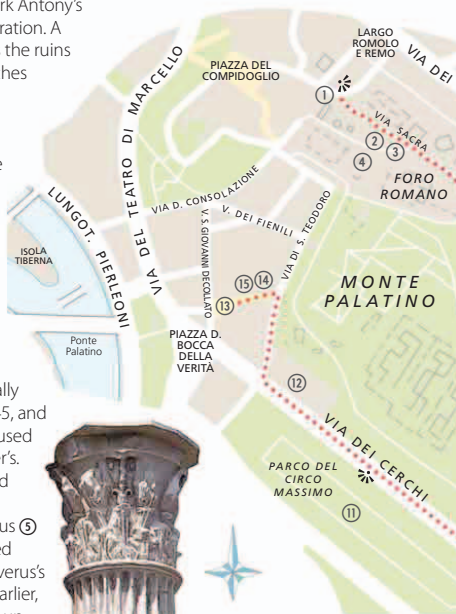 rk Antony's
ration. A
the ruins
ches
e
ally
45, and
used
r's.
d
us ⑤
ed
verus's
arlier,
LARGO
ROMOLO
E REMO
VIA DEI
PIAZZA DEL
COMPIDOGLIO
①
VIA SACRA
②
③
④
FORO
ROMANO
VIA DEL TEATRO DI MARCELLO
VIA D. CONSOLAZIONE
V. DEI FIENILI
V. S. GIOVANNI DECOLLATO
VIA DI S. TEODORO
LUNGOT. PIERLEONI
ISOLA
TIBERNA
Ponte
Palatino
MONTE
PALATINO
⑮
⑭
⑬
PIAZZA D.
BOCCA
DELLA
VERITÀ
⑫
VIA DEI CERCHI
PARCO DEL
CIRCO
MASSIMO
⑪